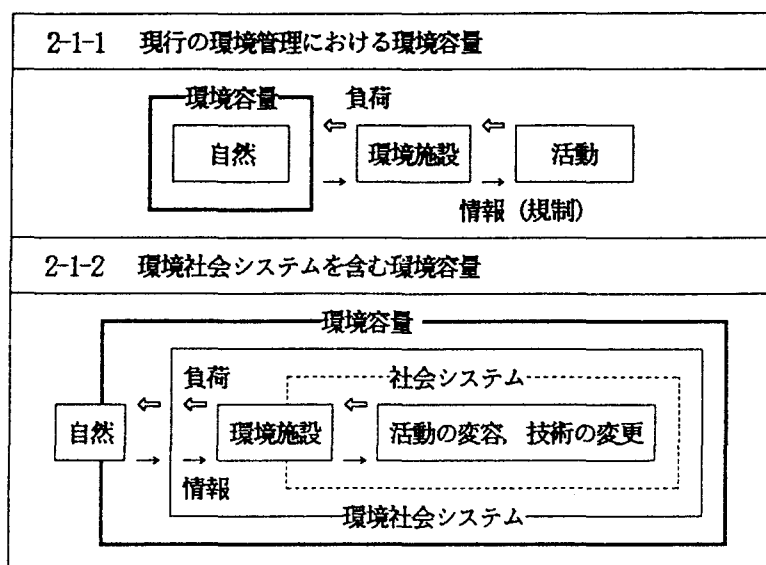 2-1-1 現行の環境管理における環境容量
環境容量 負荷
⇦ ⇦
自然 環境施設 活動
→ →
情報（規制）
2-1-2 環境社会システムを含む環境容量
環境容量
負荷 社会システム
⇦ ⇦ ⇦
自然 環境施設 活動の変容，技術の変更
→ → →
情報
環境社会システム